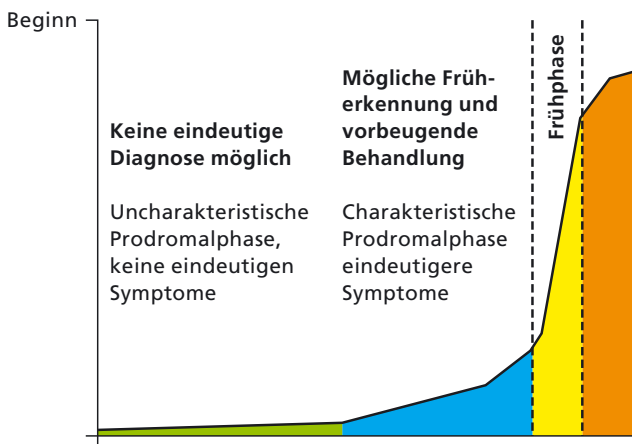 Beginn
Keine eindeutige
Diagnose möglich
Uncharakteristische
Prodromalphase,
keine eindeutigen
Symptome
Mögliche Früh-
erkennung und
vorbeugende
Behandlung
Charakteristische
Prodromalphase
eindeutigere
Symptome
Frühphase